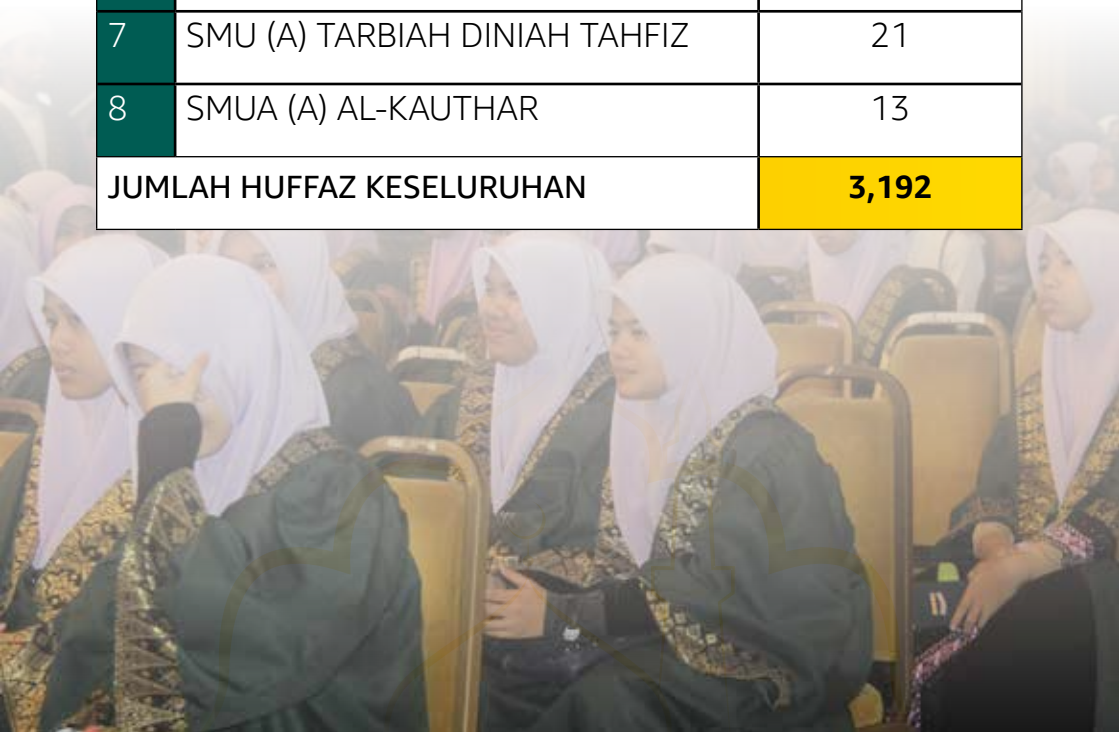 7 SMU (A) TARBIAH DINIAH TAHFIZ 21
8 SMUA (A) AL-KAUTHAR 13
JUMLAH HUFFAZ KESELURUHAN 3,192